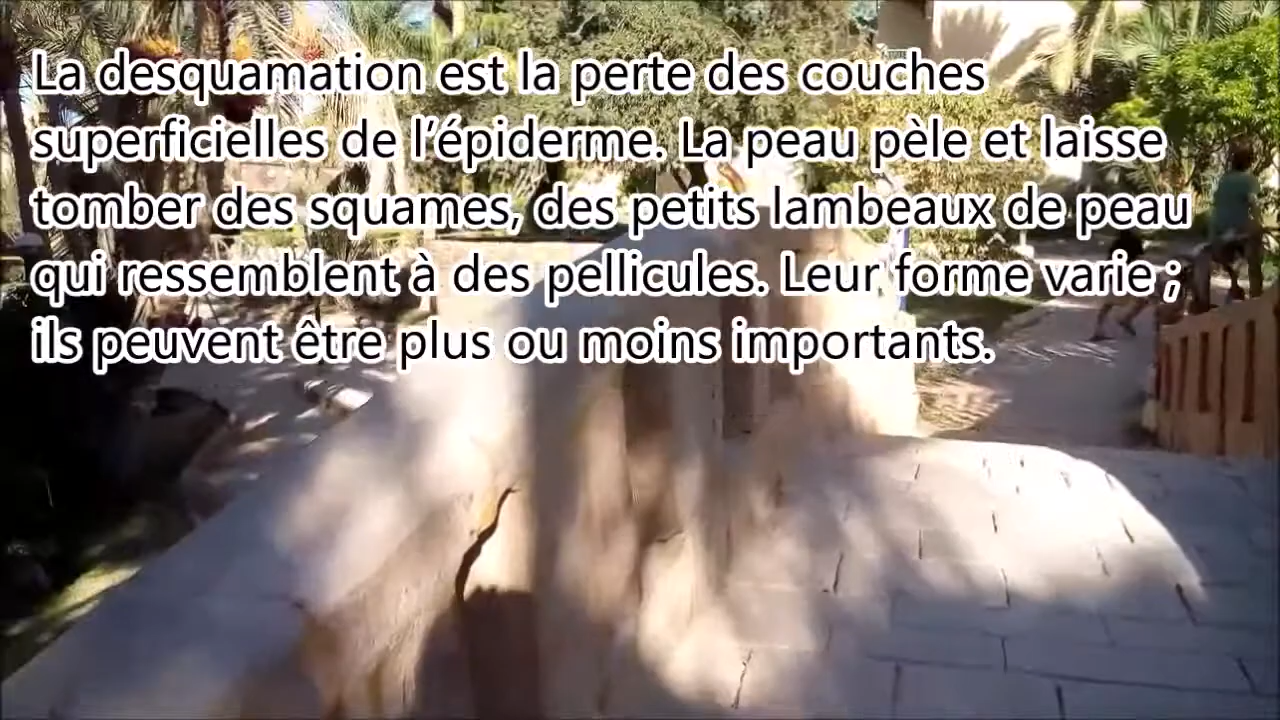 La desquamation est la perte des couches
superficielles de l’épiderme. La peau pèle et laisse
tomber des squames, des petits lambeaux de peau
qui ressemblent à des pellicules. Leur forme varie ;
ils peuvent être plus ou moins importants.